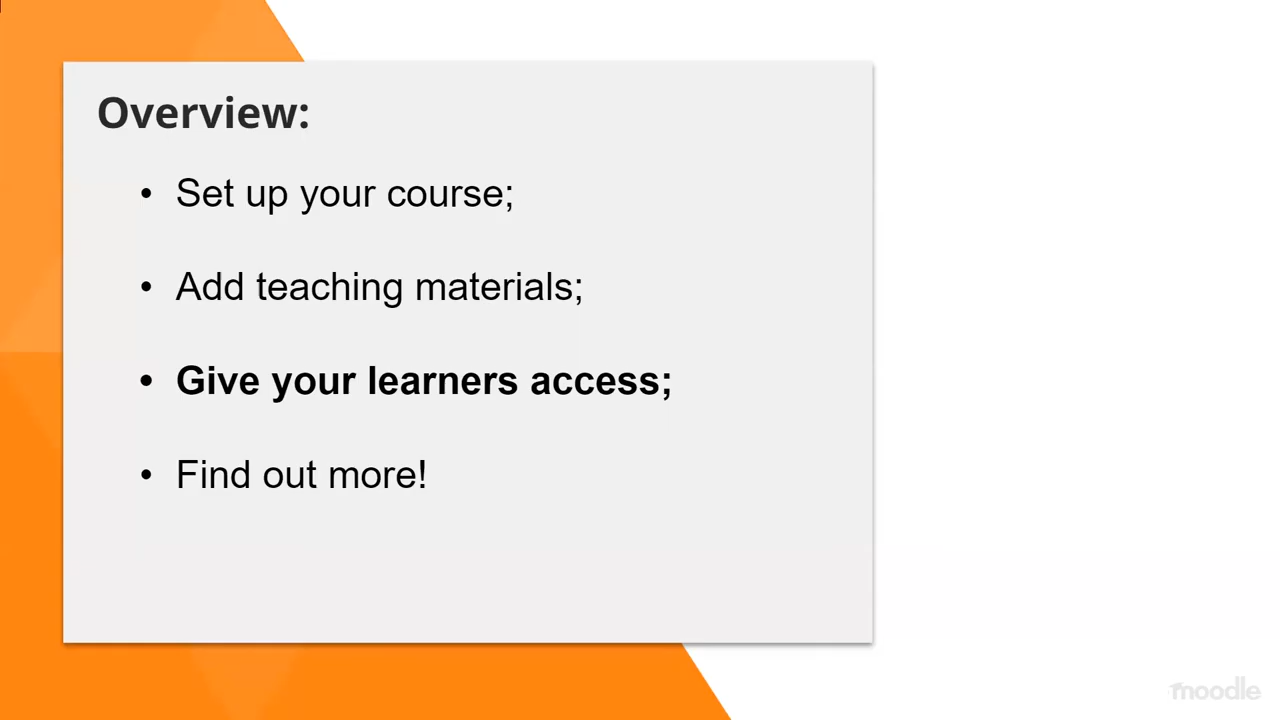 Overview:
• Set up your course;
• Add teaching materials;
• Give your learners access;
• Find out more!
moodle